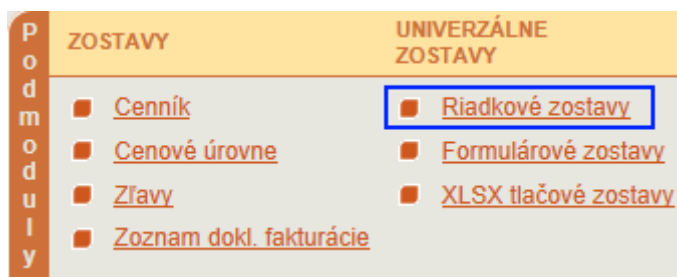 Podmoduly
ZOSTAVY
Cenník
Cenové úrovne
Zľavy
Zoznam dokl. fakturácie
UNIVERZÁLNE
ZOSTAVY
Riadkové zostavy
Formulárové zostavy
XLSX tlačové zostavy